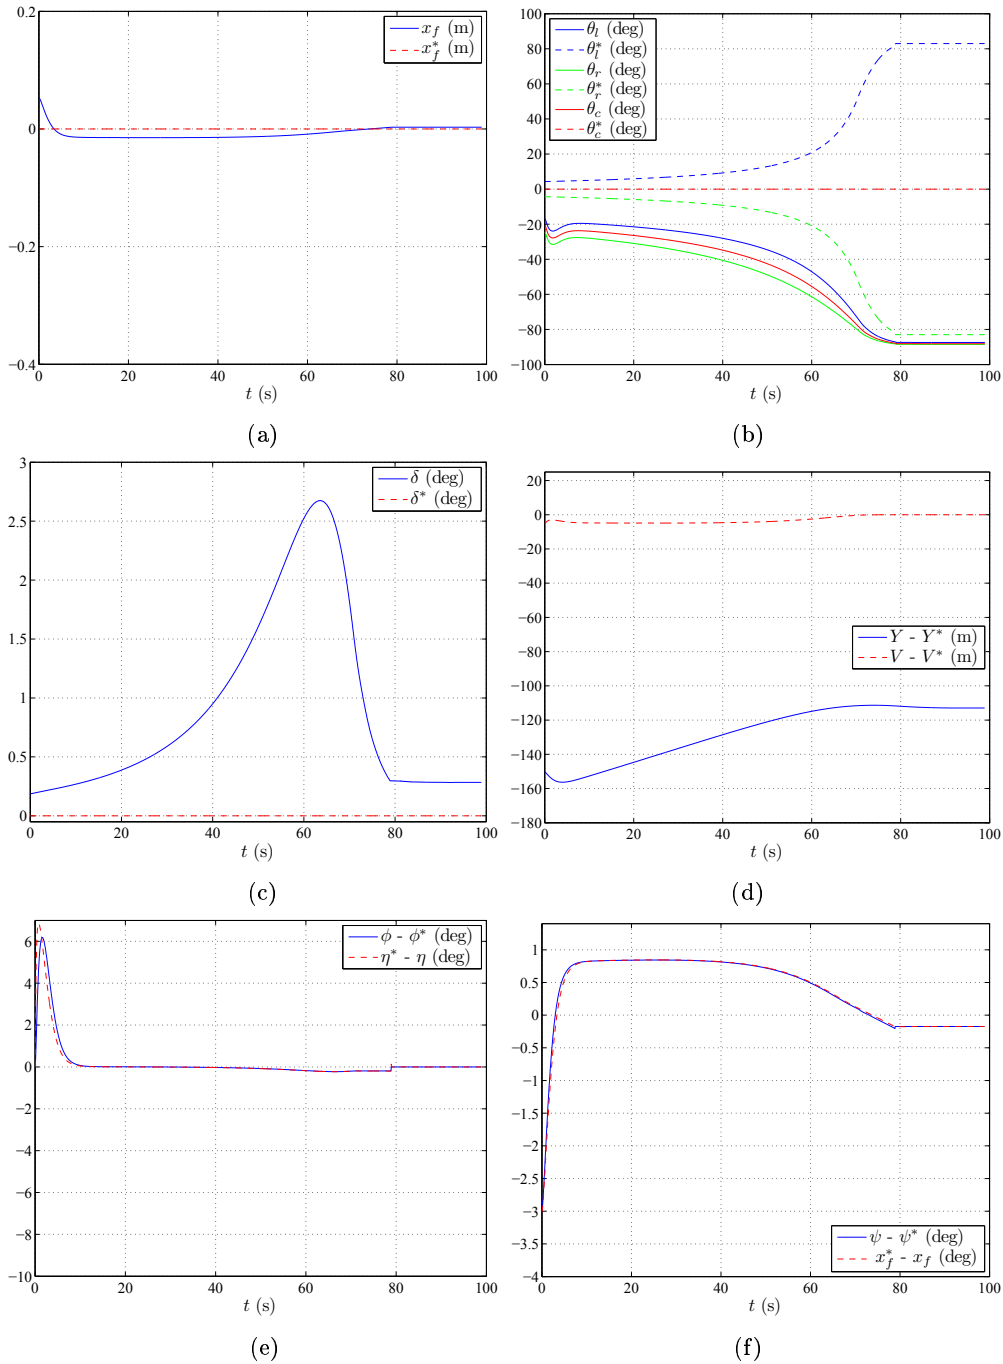 0.2
0
−0.2
0.4
0 20 40 60 80 100
x_f (m)
x_f^* (m)
t (s)
(a)
100
80
60
40
20
0
−20
−40
−60
−80
−100
0 20 40 60 80 100
θ_l (deg)
θ_l^* (deg)
θ_r (deg)
θ_r^* (deg)
θ_c (deg)
θ_c^* (deg)
t (s)
(b)
3
2.5
2
1.5
1
0.5
0
0 20 40 60 80 100
δ (deg)
δ^* (deg)
t (s)
(c)
20
0
−20
−40
−60
−80
−100
−120
−140
−160
−180
0 20 40 60 80 100
Y - Y^* (m)
V - V^* (m)
t (s)
(d)
6
4
2
0
−2
−4
−6
−8
−10
0 20 40 60 80 100
ϕ - ϕ^* (deg)
η^* - η (deg)
t (s)
(e)
1
0.5
0
−0.5
−1
−1.5
−2
−2.5
−3
−3.5
−4
0 20 40 60 80 100
ψ - ψ^* (deg)
x_f^* - x_f (deg)
t (s)
(f)